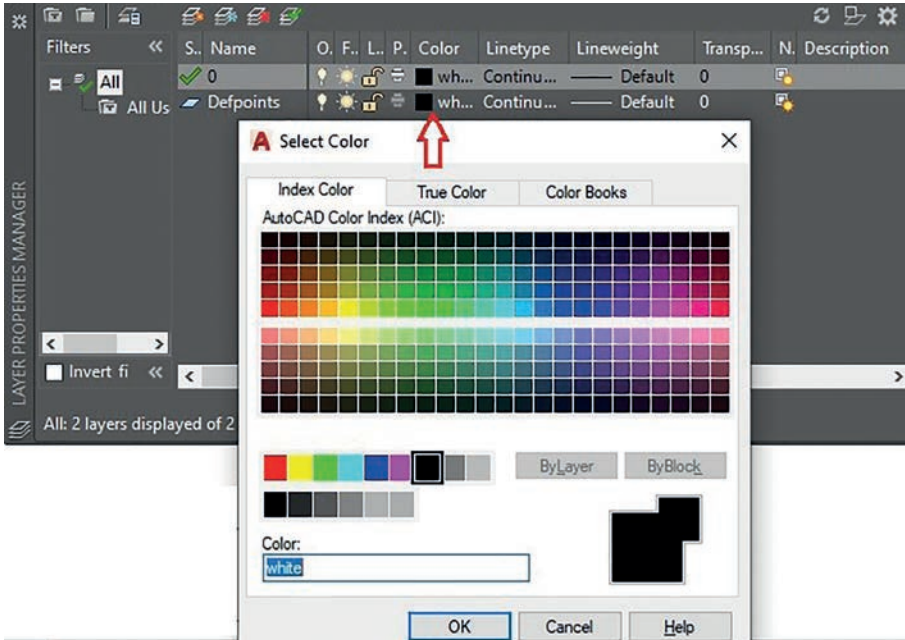 Filters
S.. Name O. F.. L.. P. Color Linetype Lineweight Transp... N. Description
All
0 wh... Continu... Default 0
All Us
Defpoints wh... Continu... Default 0
A Select Color
Index Color True Color Color Books
AutoCAD Color Index (ACI):
LAYER PROPERTIES MANAGER
Invert fi
All: 2 layers displayed of 2
ByLayer ByBlock
Color:
white
OK Cancel Help